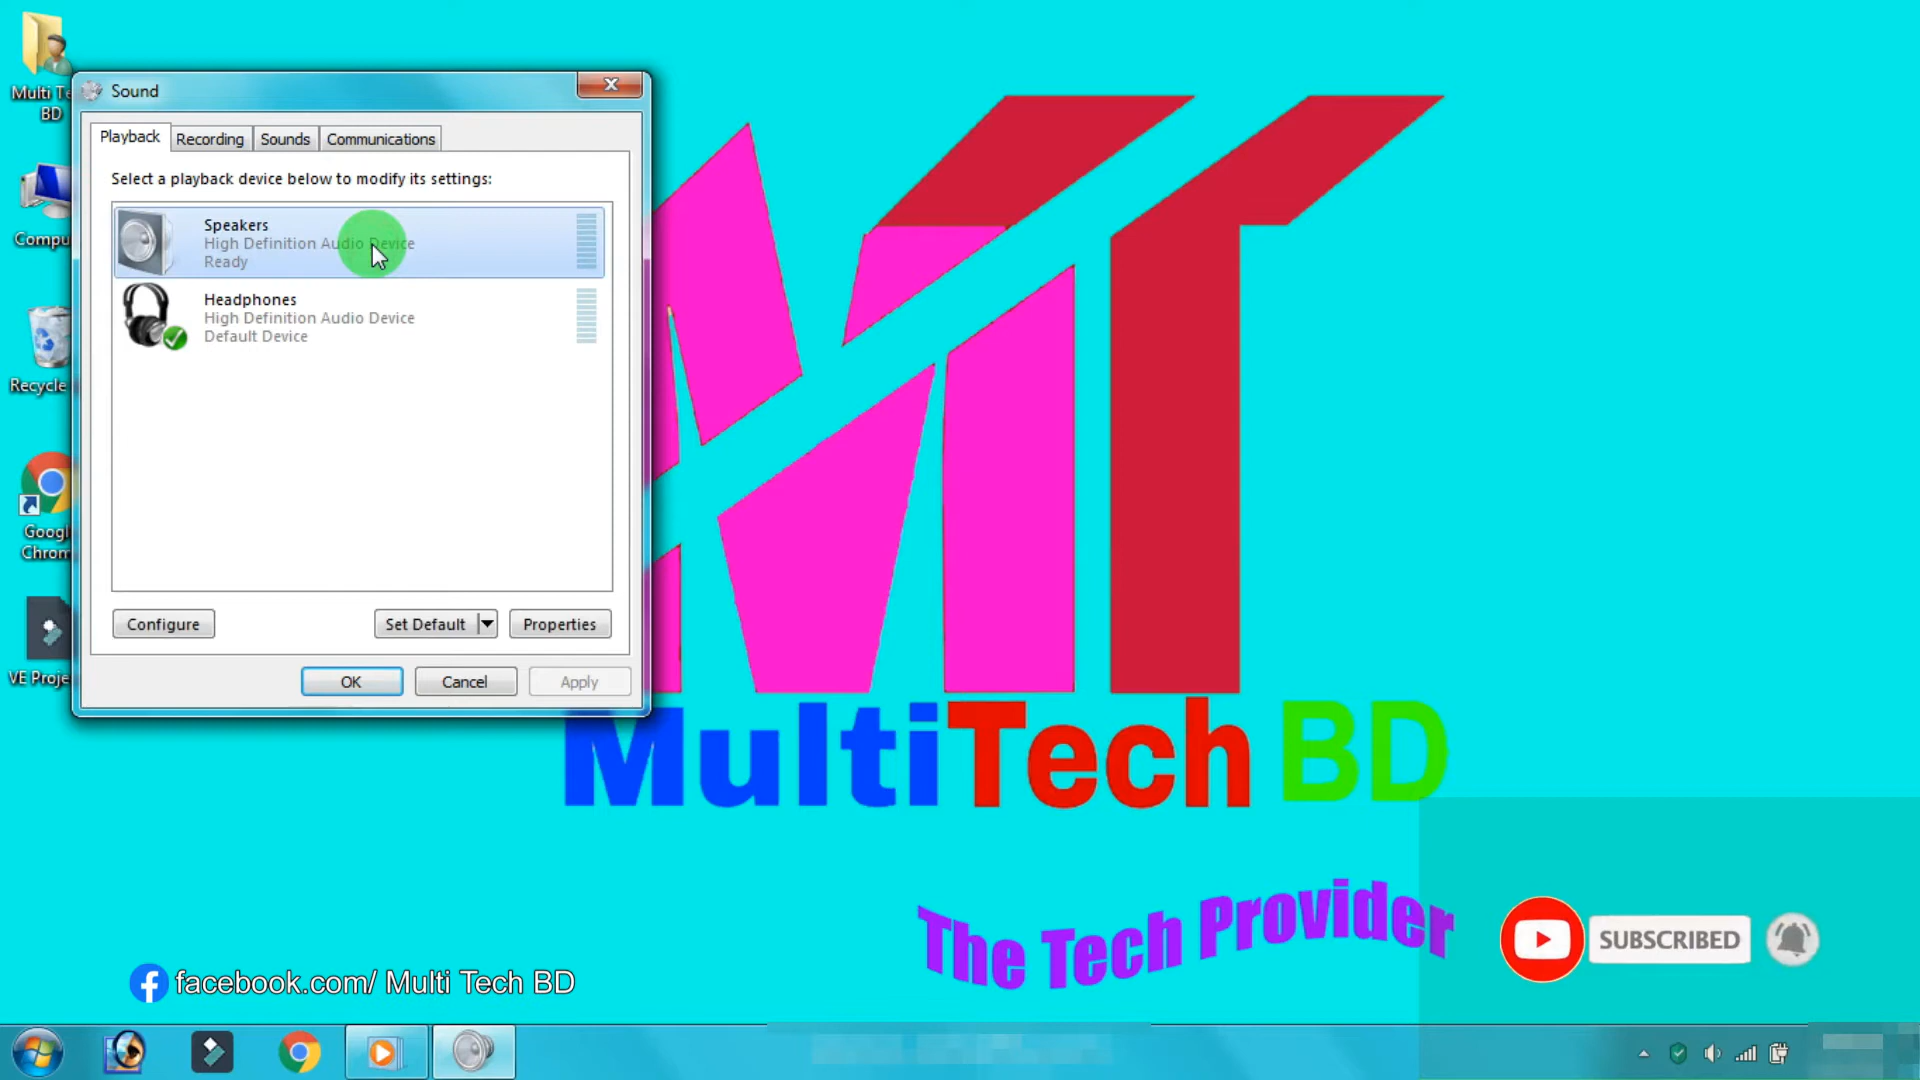 Multi Te
BD
Compu
Recycle
Googl
Chrom
VE Proje
Sound
Playback
Recording
Sounds
Communications
Select a playback device below to modify its settings:
Speakers
High Definition Audio Device
Ready
Headphones
High Definition Audio Device
Default Device
Configure
Set Default
Properties
OK
Cancel
Apply
MT
MultiTech BD
The Tech Provider
facebook.com/ Multi Tech BD
SUBSCRIBED